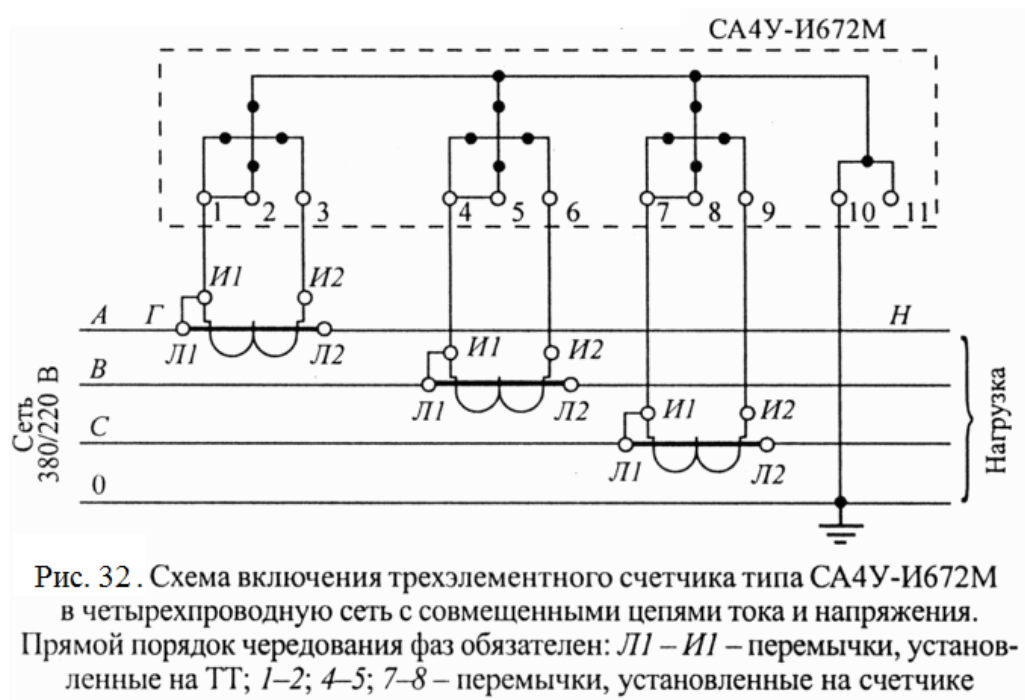 СА4У-И672М
1 2 3 4 5 6 7 8 9 10 11
И1 И2
А Г Н
Л1 Л2
И1 И2
В
Л1 Л2
И1 И2
С
Л1 Л2
0
Сеть
380/220 В
Нагрузка
Рис. 32. Схема включения трехэлементного счетчика типа СА4У-И672М
в четырехпроводную сеть с совмещенными цепями тока и напряжения.
Прямой порядок чередования фаз обязателен: Л1 – И1 – перемычки, установ-
ленные на ТТ; 1–2; 4–5; 7–8 – перемычки, установленные на счетчике